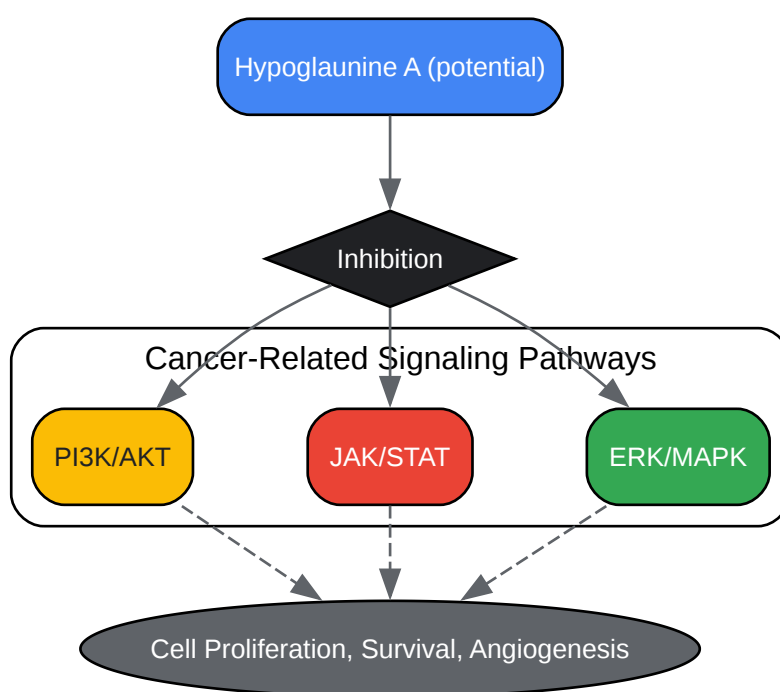 Hypoglaunine A (potential)
Inhibition
Cancer-Related Signaling Pathways
PI3K/AKT
JAK/STAT
ERK/MAPK
Cell Proliferation, Survival, Angiogenesis